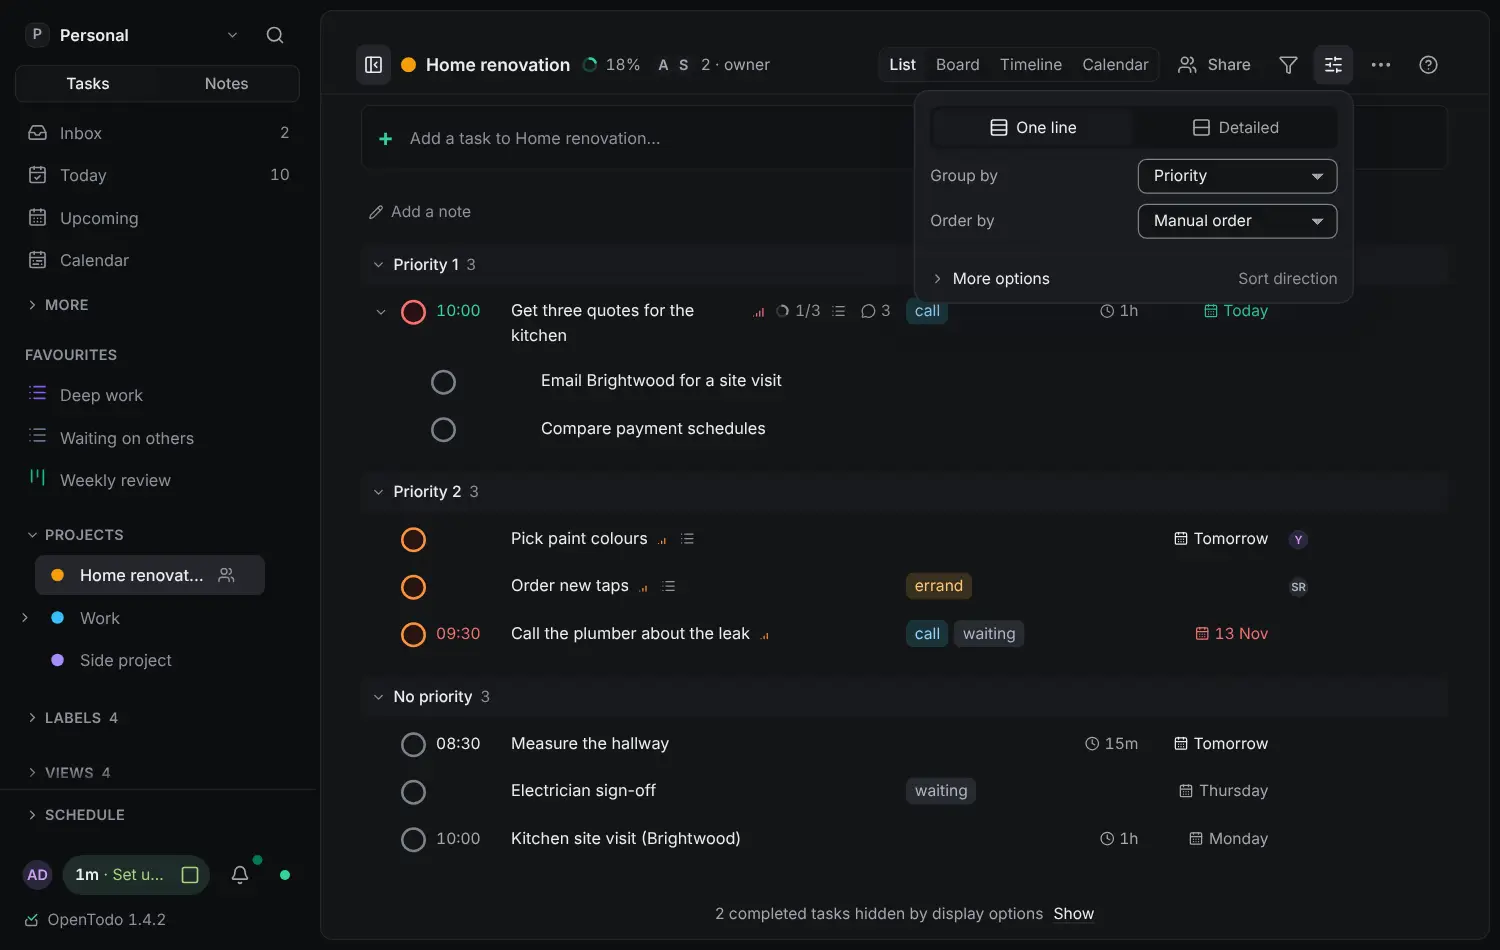 P Personal
Tasks Notes
Inbox 2
Today 10
Upcoming
Calendar
MORE
FAVOURITES
Deep work
Waiting on others
Weekly review
PROJECTS
Home renovat...
Work
Side project
LABELS 4
VIEWS 4
SCHEDULE
AD 1m · Set u...
OpenTodo 1.4.2
Home renovation 18% A S 2 · owner
List Board Timeline Calendar Share
Add a task to Home renovation...
Add a note
One line Detailed
Group by Priority
Order by Manual order
More options Sort direction
Priority 1 3
10:00 Get three quotes for the kitchen 1/3 3 call 1h Today
Email Brightwood for a site visit
Compare payment schedules
Priority 2 3
Pick paint colours Tomorrow Y
Order new taps errand SR
09:30 Call the plumber about the leak call waiting 13 Nov
No priority 3
08:30 Measure the hallway 15m Tomorrow
Electrician sign-off waiting Thursday
10:00 Kitchen site visit (Brightwood) 1h Monday
2 completed tasks hidden by display options Show